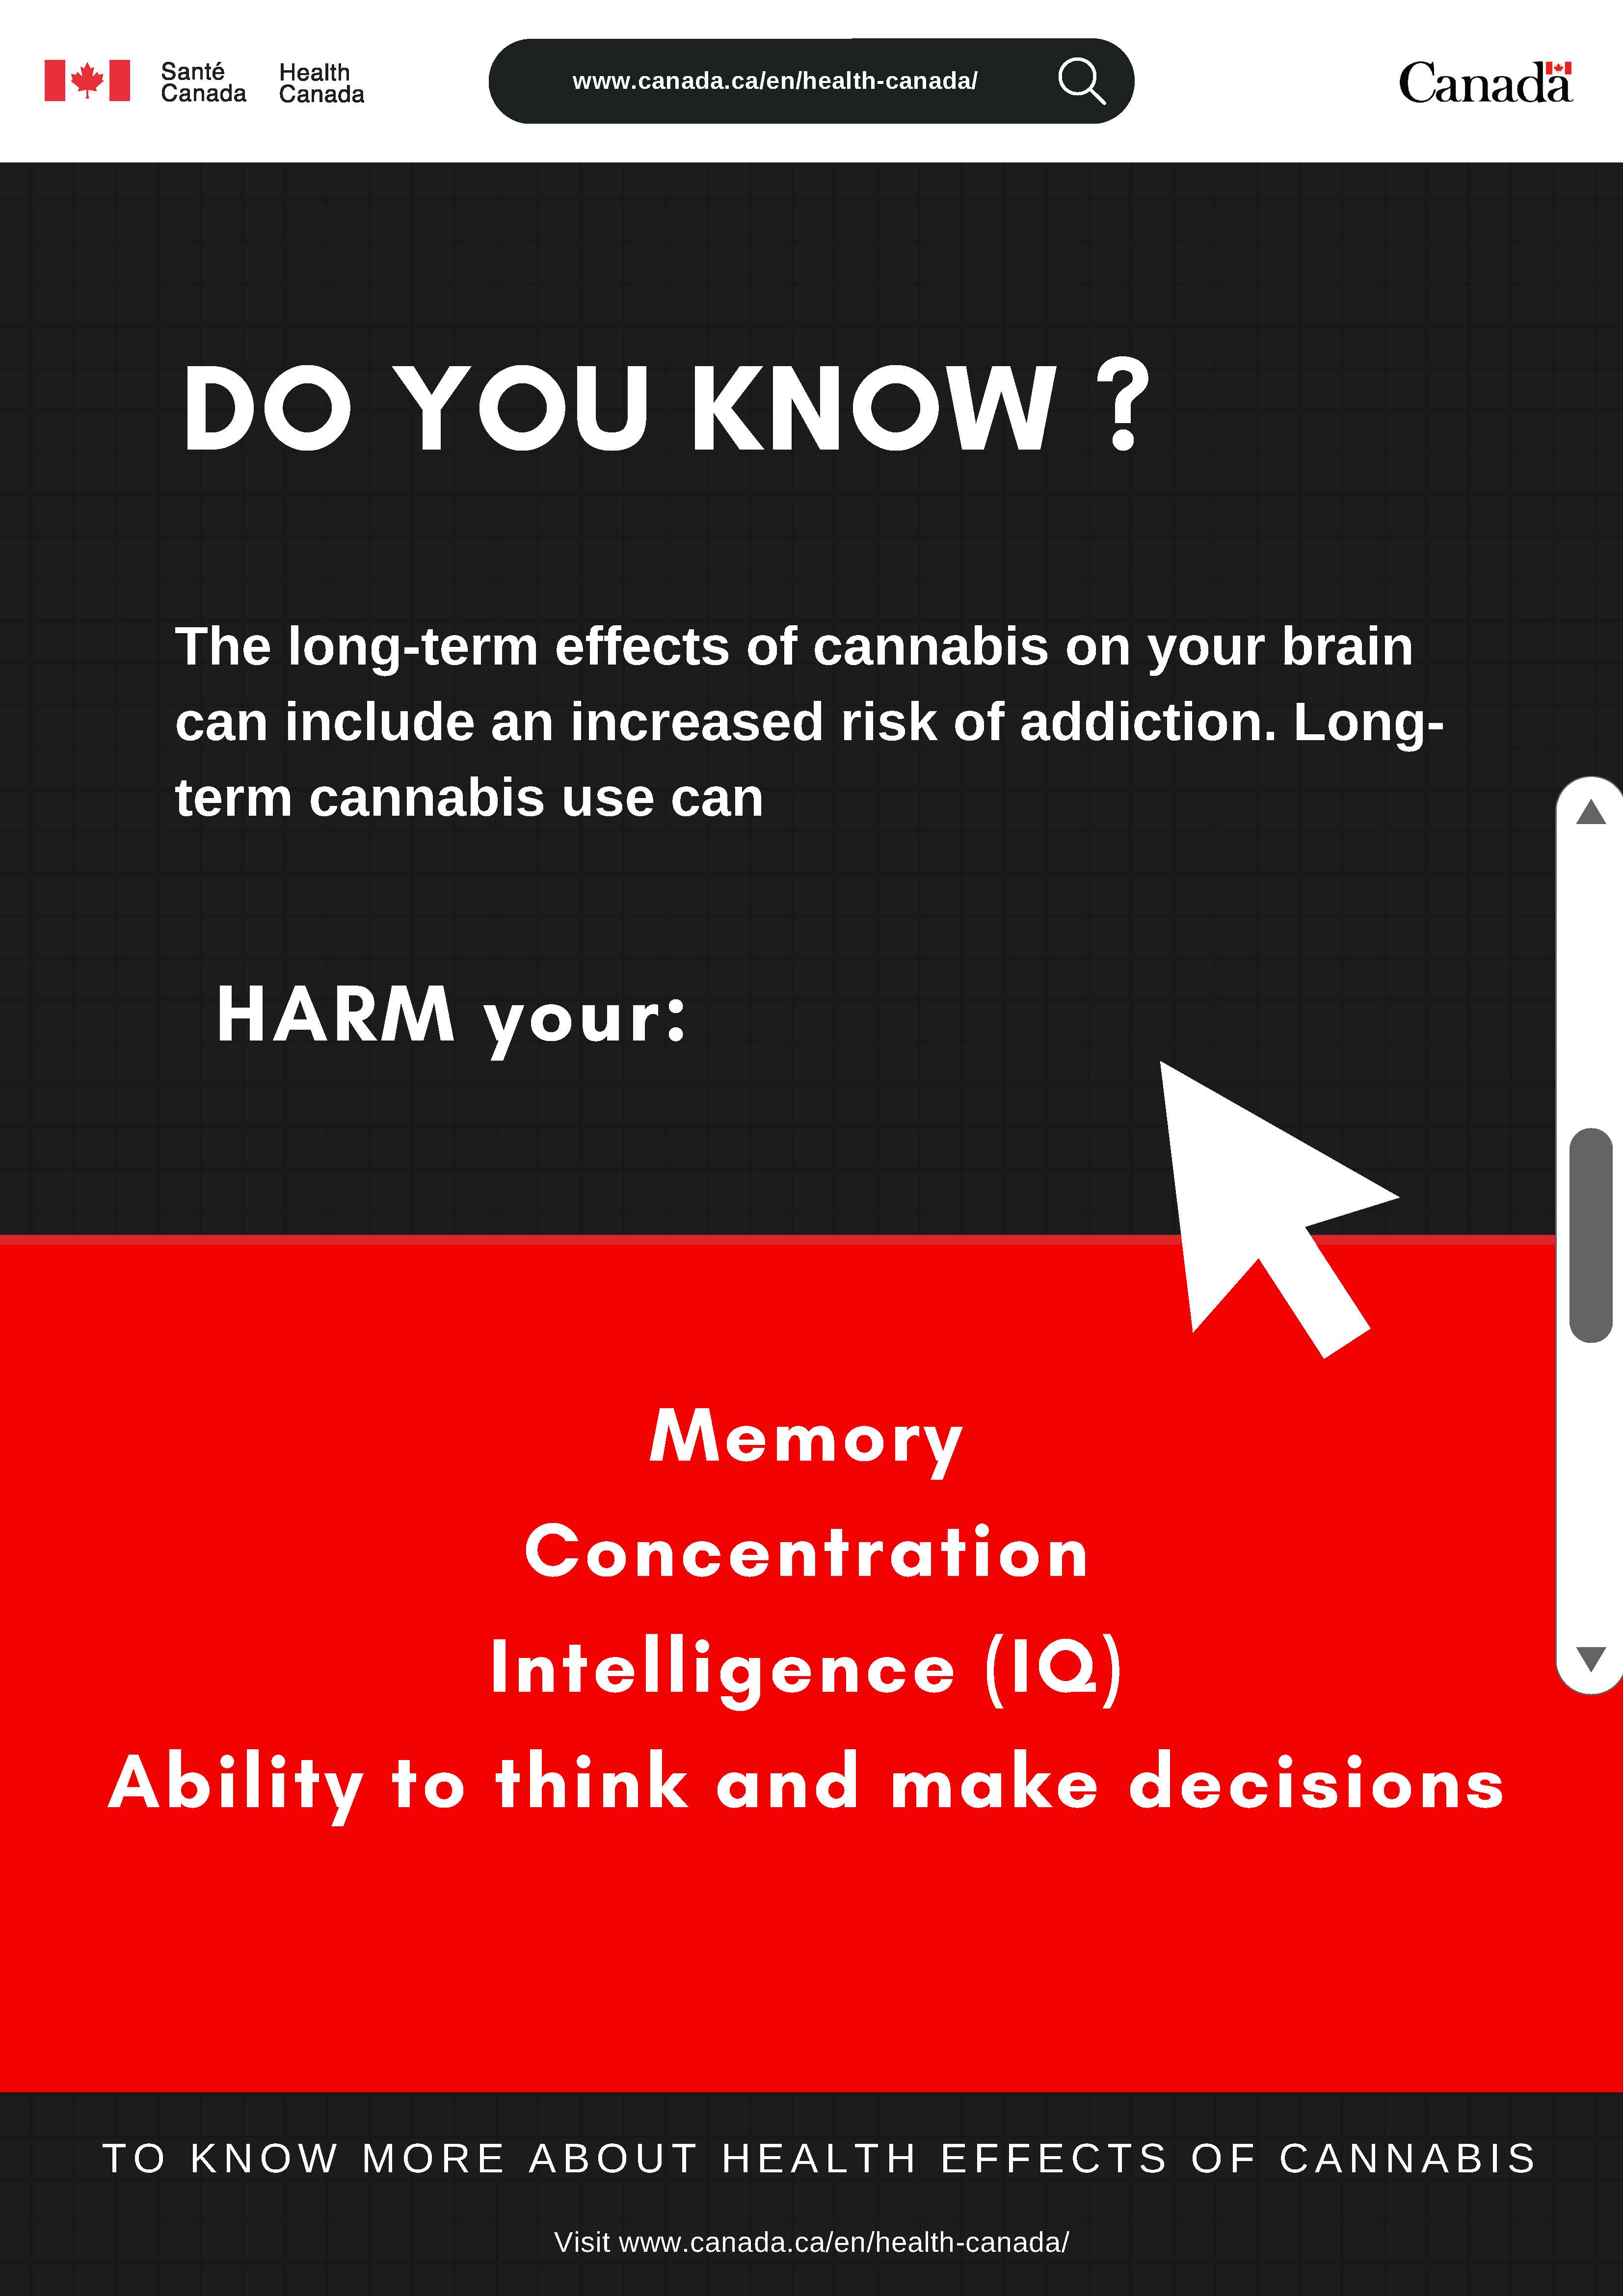 Santé Canada
Health Canada
www.canada.ca/en/health-canada/
Canada
DO YOU KNOW ?
The long-term effects of cannabis on your brain
can include an increased risk of addiction. Long-
term cannabis use can
HARM your:
Memory
Concentration
Intelligence (IQ)
Ability to think and make decisions
TO KNOW MORE ABOUT HEALTH EFFECTS OF CANNABIS
Visit www.canada.ca/en/health-canada/